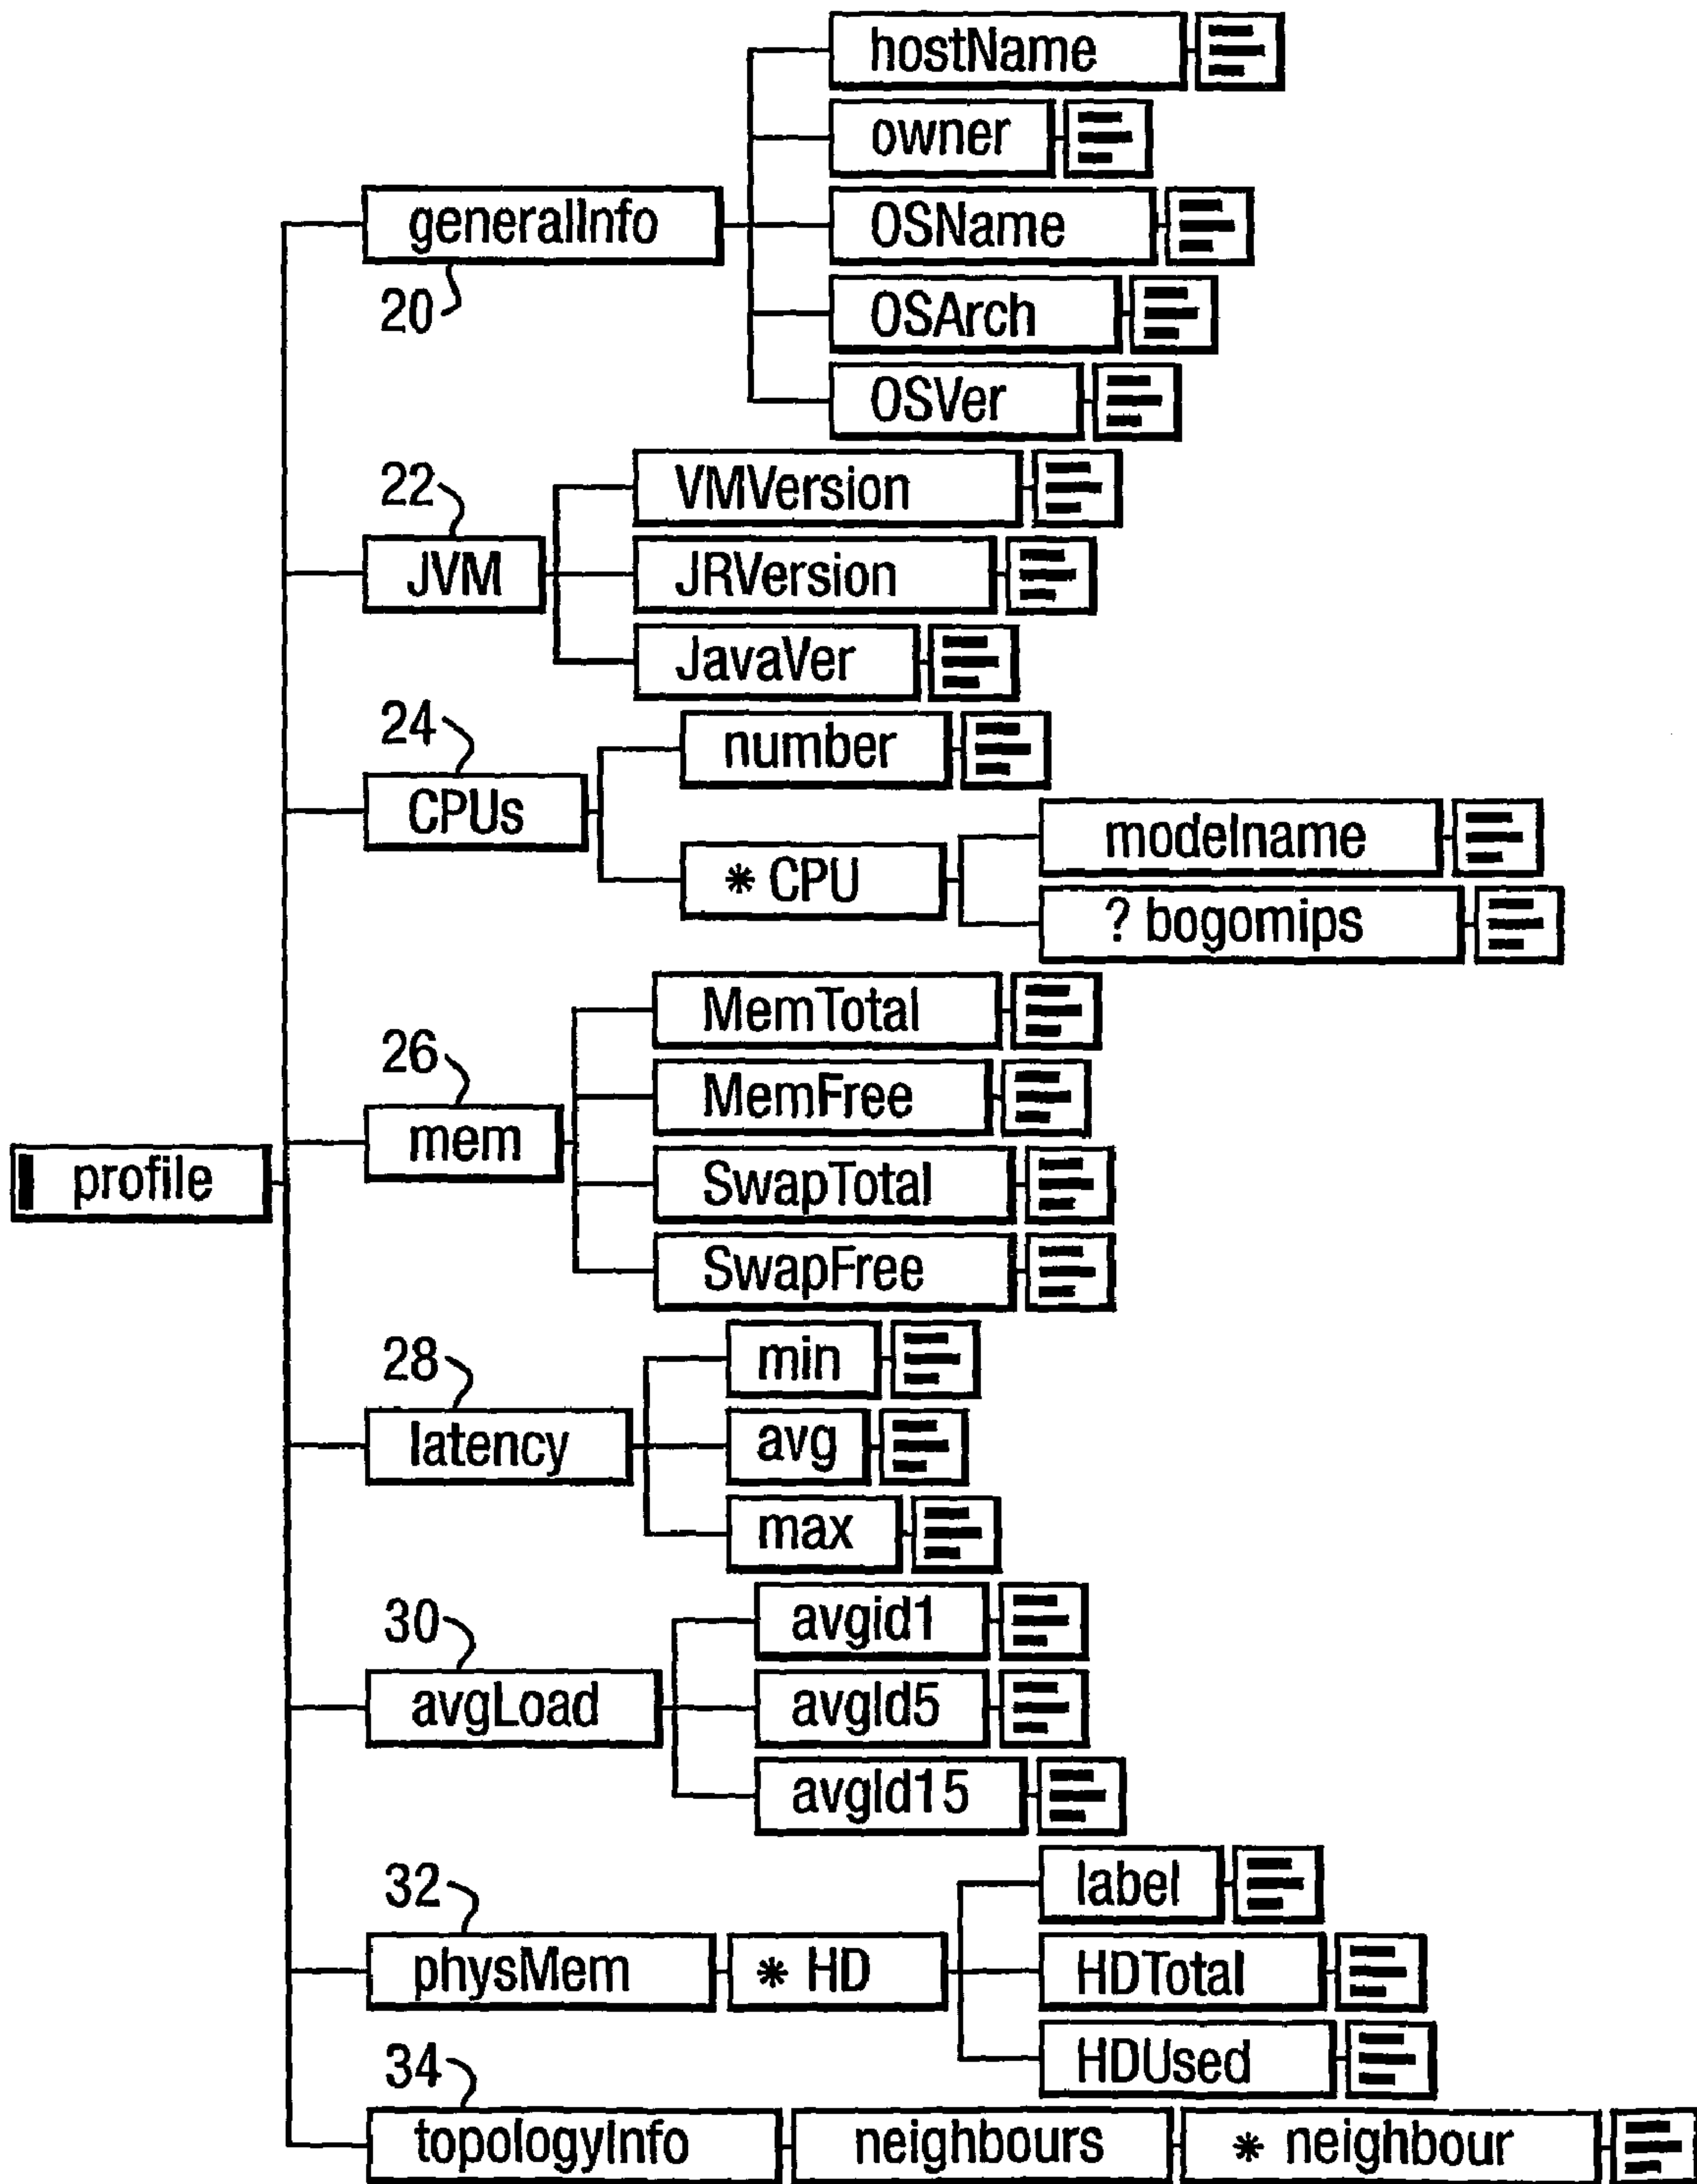 hostName
owner
generalInfo
OSName
20
OSArch
OSVer
22
VMVersion
JVM
JRVersion
JavaVer
24
number
CPUs
modelname
* CPU
? bogomips
MemTotal
26
MemFree
mem
profile
SwapTotal
SwapFree
28
min
latency
avg
max
30
avgid1
avgLoad
avgld5
avgld15
32
label
physMem
* HD
HDTotal
HDUsed
34
topologyInfo
neighbours
* neighbour